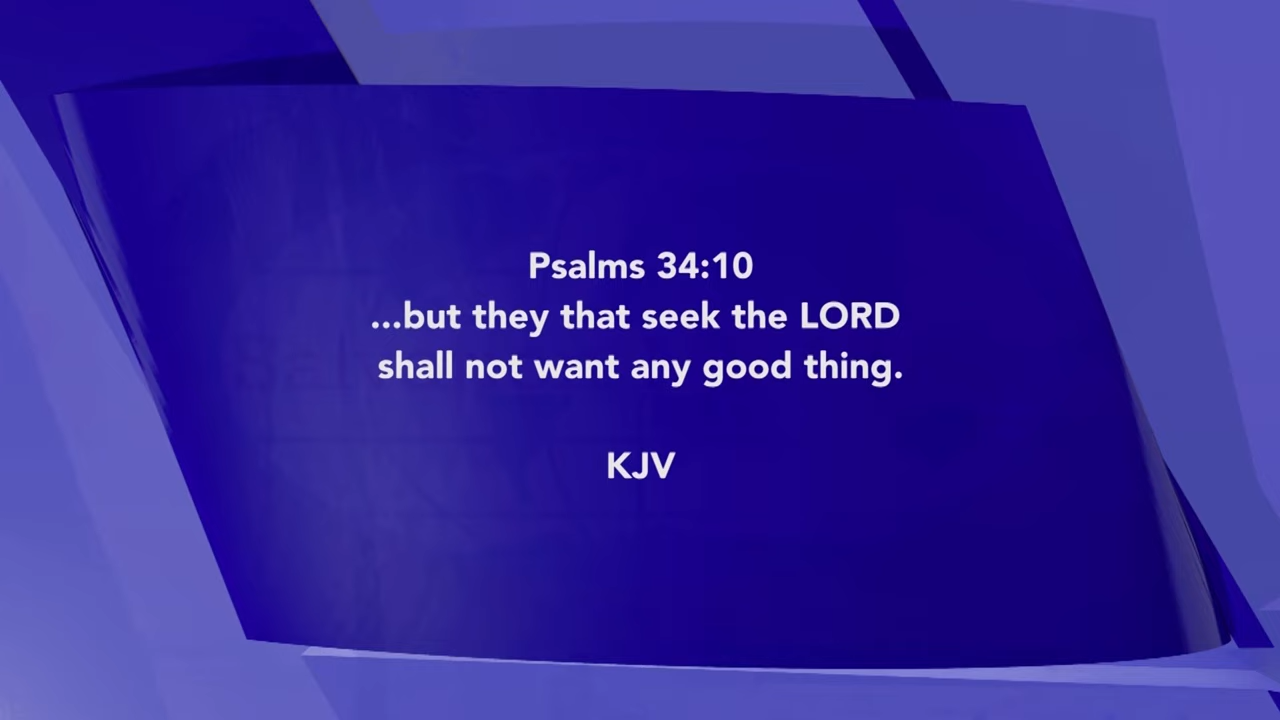 Psalms 34:10
...but they that seek the LORD
shall not want any good thing.
KJV